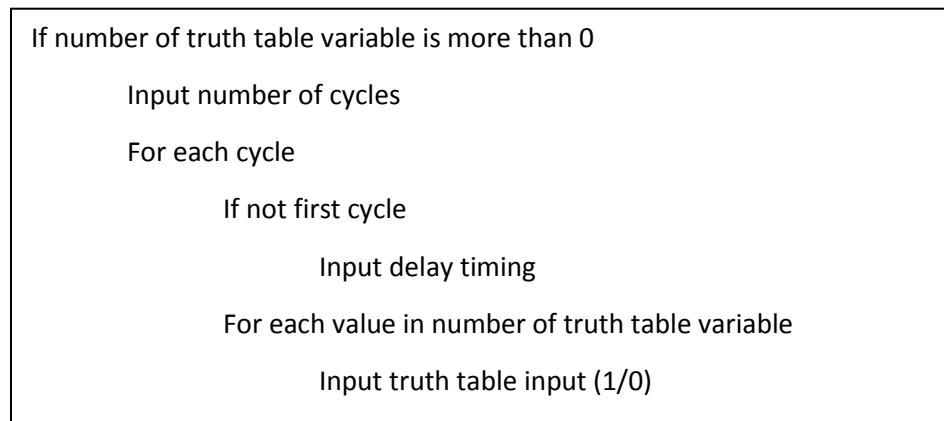 If number of truth table variable is more than 0
Input number of cycles
For each cycle
If not first cycle
Input delay timing
For each value in number of truth table variable
Input truth table input (1/0)